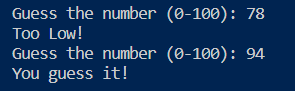 Guess the number (0-100): 78
Too Low!
Guess the number (0-100): 94
You guess it!